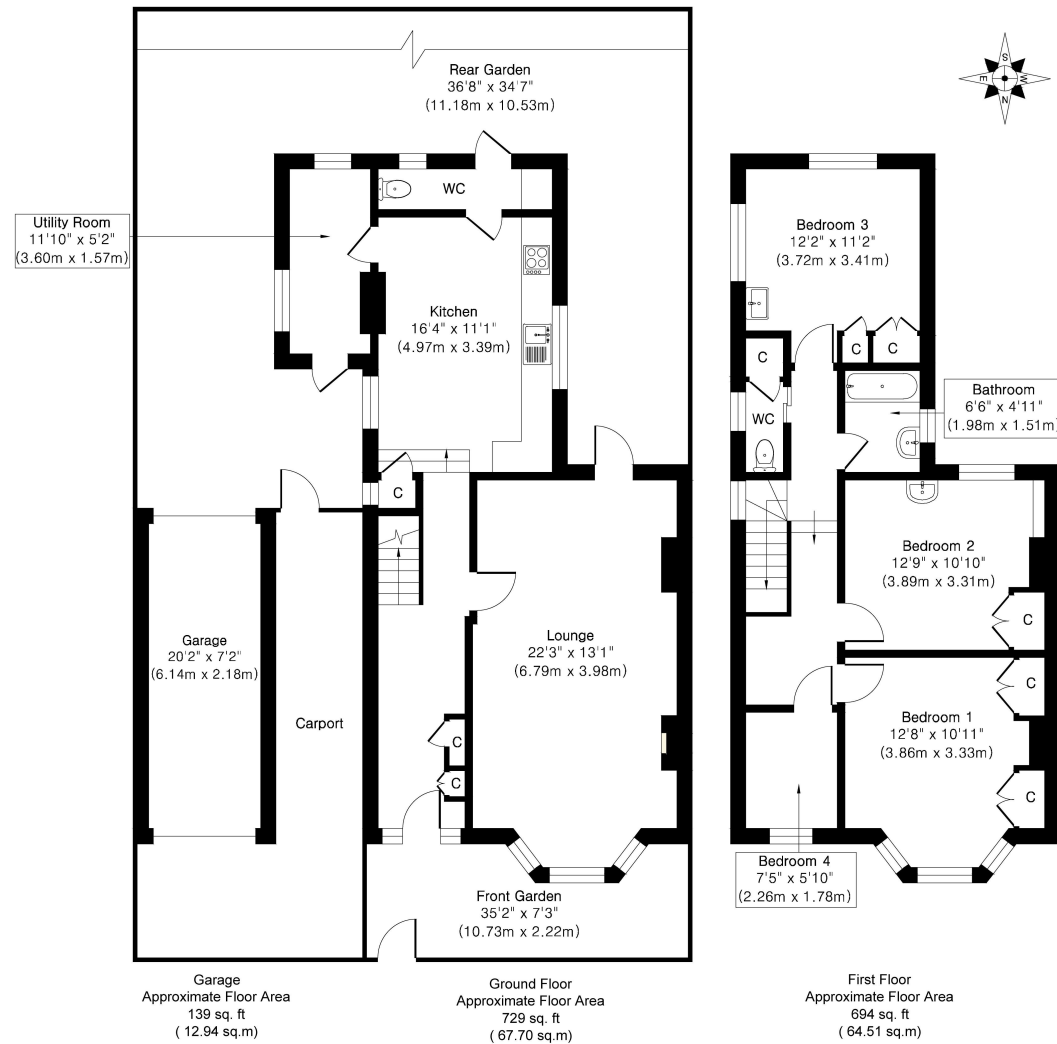 Rear Garden
36'8" x 34'7"
(11.18m x 10.53m)
S
E
W
N
WC
Utility Room
11'10" x 5'2"
(3.60m x 1.57m)
Kitchen
16'4" x 11'1"
(4.97m x 3.39m)
C
Garage
20'2" x 7'2"
(6.14m x 2.18m)
Carport
Lounge
22'3" x 13'1"
(6.79m x 3.98m)
C
C
Front Garden
35'2" x 7'3"
(10.73m x 2.22m)
Bedroom 3
12'2" x 11'2"
(3.72m x 3.41m)
C
C
C
WC
Bathroom
6'6" x 4'11"
(1.98m x 1.51m)
Bedroom 2
12'9" x 10'10"
(3.89m x 3.31m)
C
C
Bedroom 1
12'8" x 10'11"
(3.86m x 3.33m)
C
Bedroom 4
7'5" x 5'10"
(2.26m x 1.78m)
Garage
Approximate Floor Area
139 sq. ft
( 12.94 sq.m)
Ground Floor
Approximate Floor Area
729 sq. ft
( 67.70 sq.m)
First Floor
Approximate Floor Area
694 sq. ft
( 64.51 sq.m)